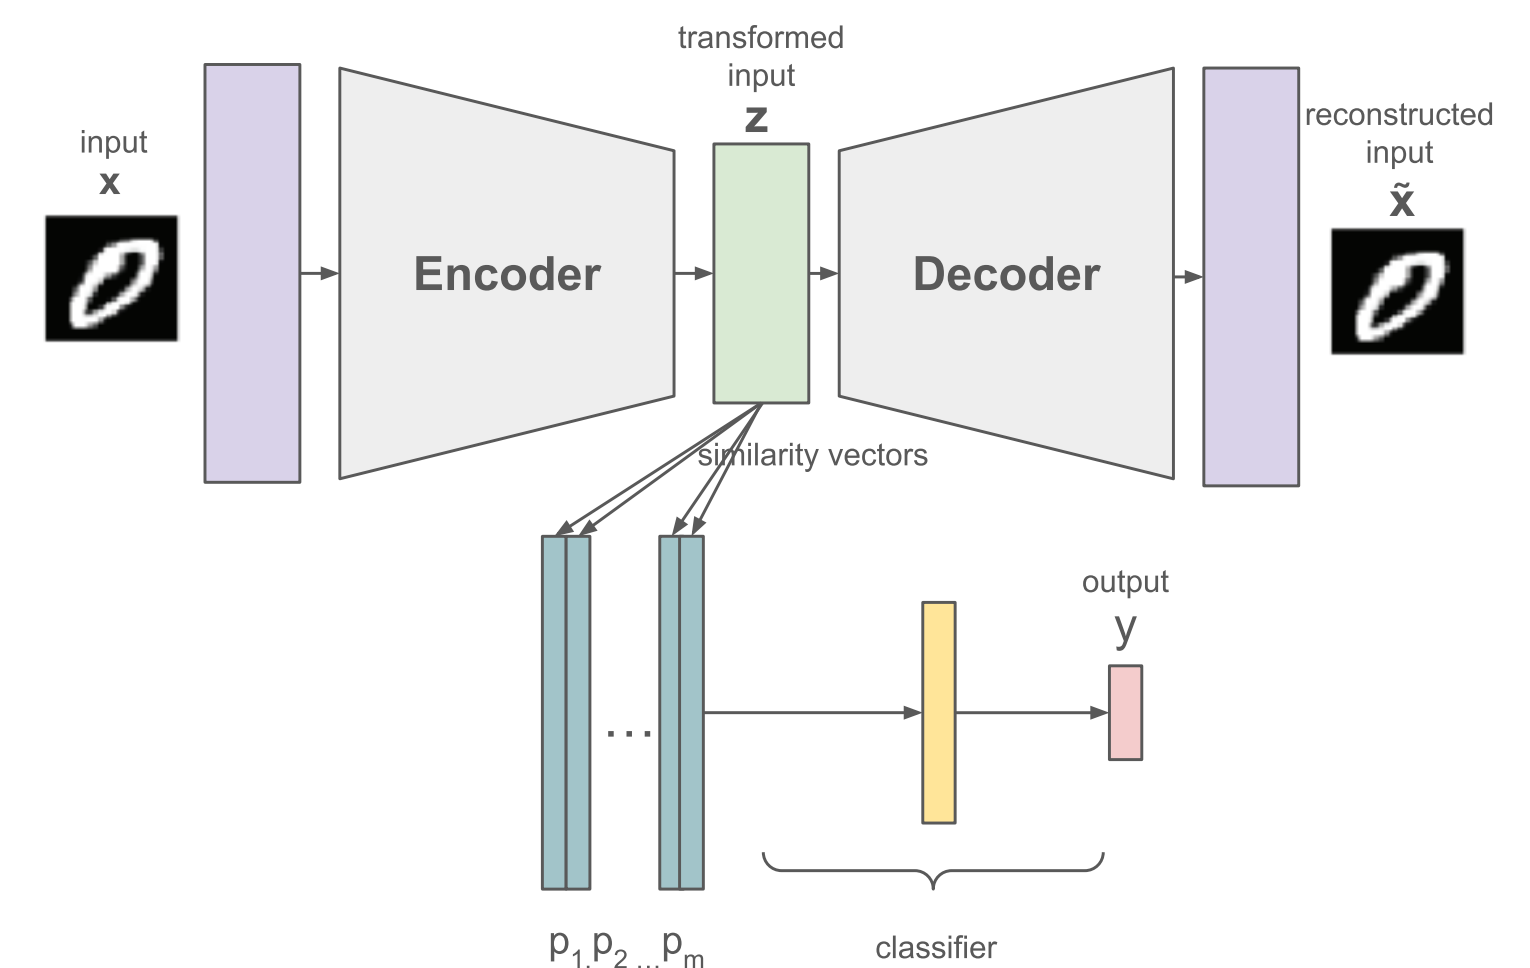 transformed
input
z
input
x
reconstructed
input
x̃
Encoder
Decoder
similarity vectors
output
y
...
p1, p2 ... pm
classifier